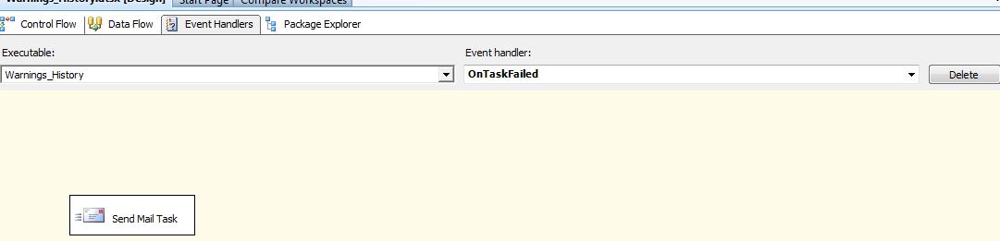 Warnings_History.dtsx [Design] Start Page Compare Workspaces
Control Flow Data Flow Event Handlers Package Explorer
Executable: Event handler:
Warnings_History OnTaskFailed Delete
Send Mail Task